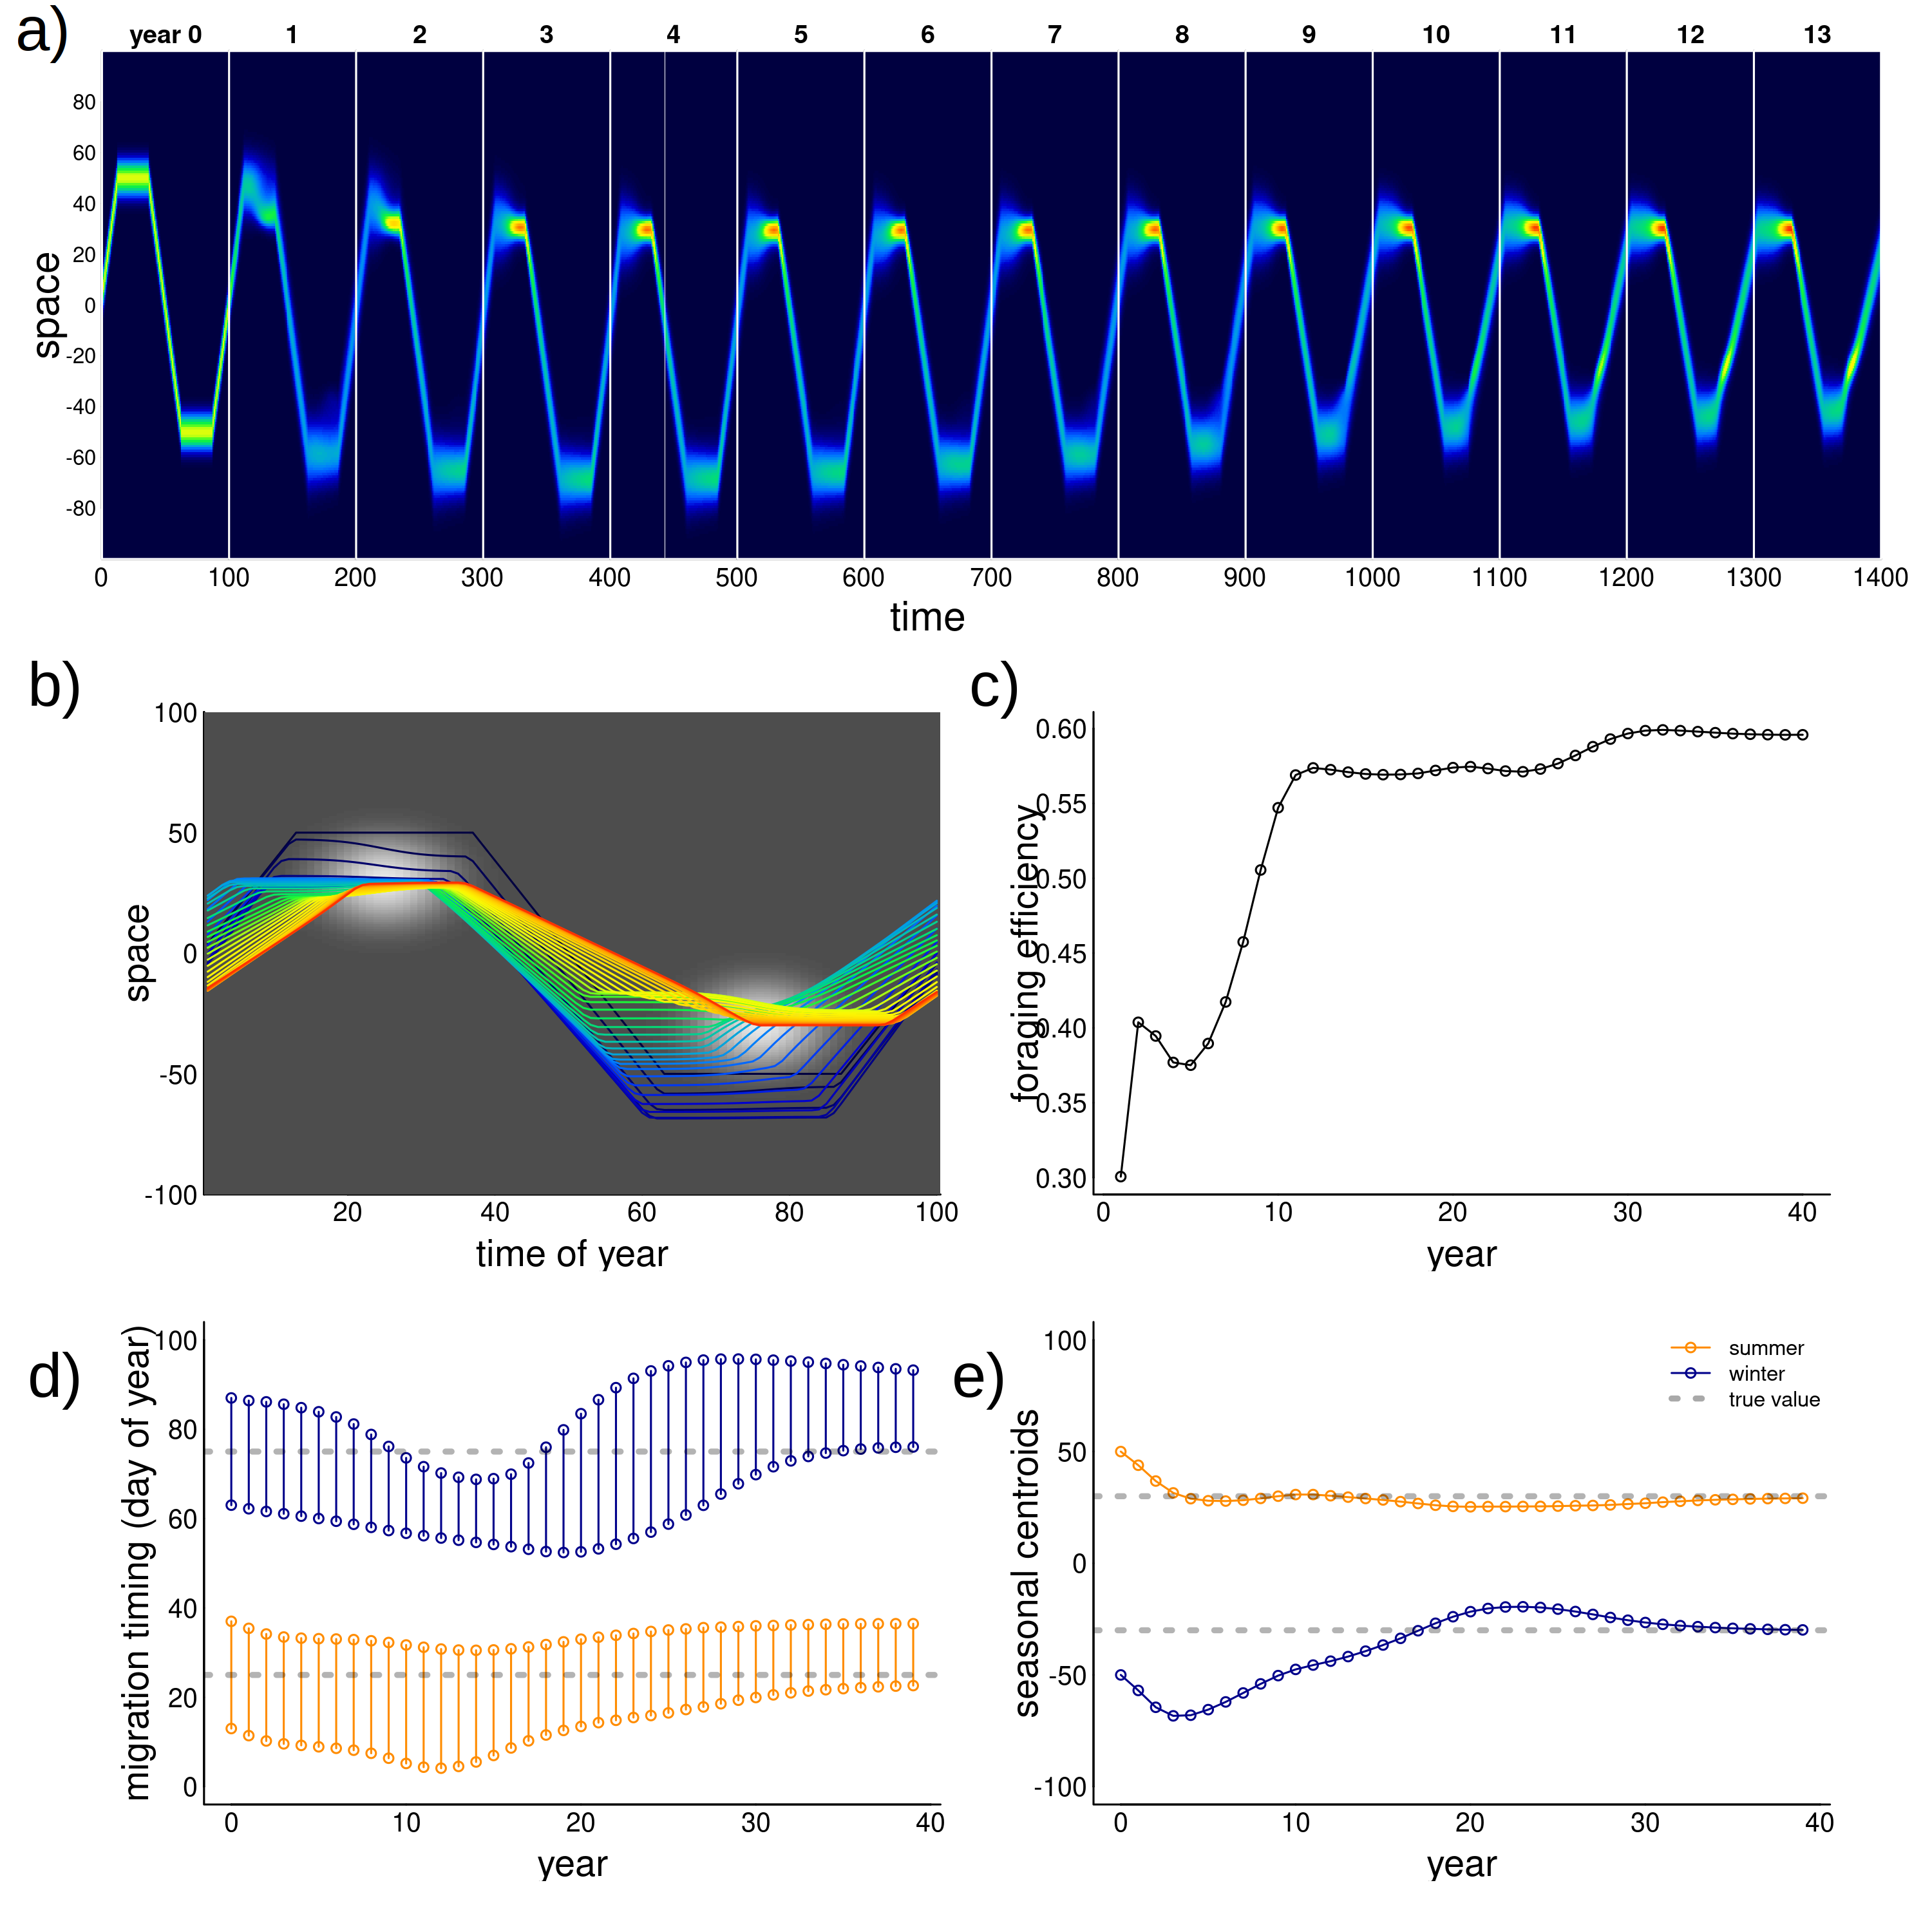 a)
year 0 1 2 3 4 5 6 7 8 9 10 11 12 13
80
60
40
20
0
-20
-40
-60
-80
space
0 100 200 300 400 500 600 700 800 900 1000 1100 1200 1300 1400
time
b)
100
50
0
-50
-100
space
20 40 60 80 100
time of year
c)
0.60
0.55
0.50
0.45
0.40
0.35
0.30
foraging efficiency
0 10 20 30 40
year
d)
100
80
60
40
20
0
migration timing (day of year)
0 10 20 30 40
year
e)
100
50
0
-50
-100
seasonal centroids
summer
winter
true value
0 10 20 30 40
year